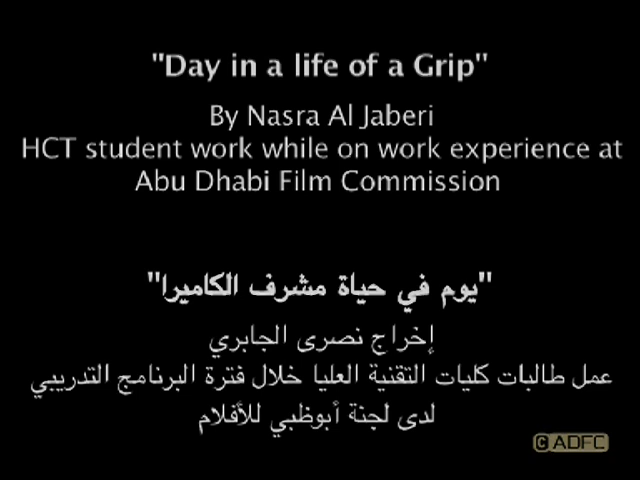 "Day in a life of a Grip"
By Nasra Al Jaberi
HCT student work while on work experience at
Abu Dhabi Film Commission
"يوم في حياة مشرف الكاميرا"
إخراج نصرى الجابري
عمل طالبات كليات التقنية العليا خلال فترة البرنامج التدريبي
لدى لجنة أبوظبي للأفلام
© ADFC